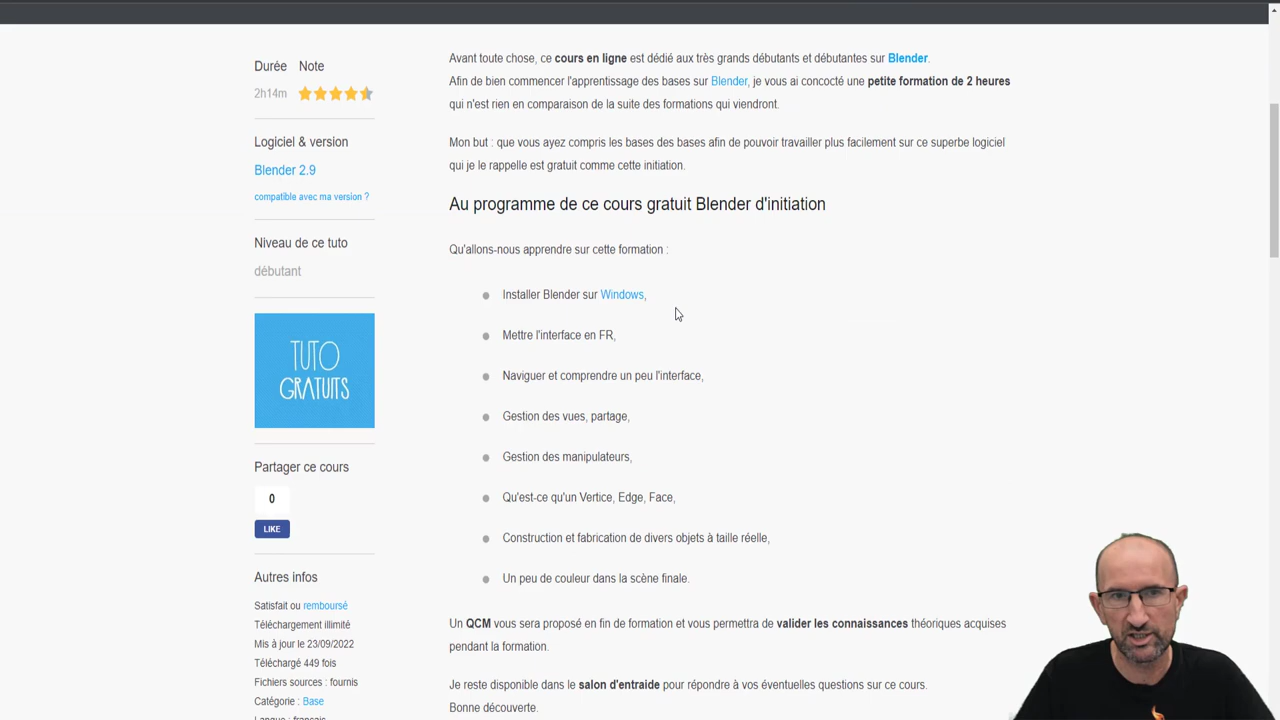 Durée Note
2h14m
Logiciel & version
Blender 2.9
compatible avec ma version ?
Niveau de ce tuto
débutant
TUTO
GRATUITS
Partager ce cours
0
LIKE
Autres infos
Satisfait ou remboursé
Téléchargement illimité
Mis à jour le 23/09/2022
Téléchargé 449 fois
Fichiers sources : fournis
Catégorie : Base
Langue : français
Avant toute chose, ce cours en ligne est dédié aux très grands débutants et débutantes sur Blender.
Afin de bien commencer l'apprentissage des bases sur Blender, je vous ai concocté une petite formation de 2 heures
qui n'est rien en comparaison de la suite des formations qui viendront.
Mon but : que vous ayez compris les bases des bases afin de pouvoir travailler plus facilement sur ce superbe logiciel
qui je le rappelle est gratuit comme cette initiation.
Au programme de ce cours gratuit Blender d'initiation
Qu'allons-nous apprendre sur cette formation :
Installer Blender sur Windows,
Mettre l'interface en FR,
Naviguer et comprendre un peu l'interface,
Gestion des vues, partage,
Gestion des manipulateurs,
Qu'est-ce qu'un Vertice, Edge, Face,
Construction et fabrication de divers objets à taille réelle,
Un peu de couleur dans la scène finale.
Un QCM vous sera proposé en fin de formation et vous permettra de valider les connaissances théoriques acquises
pendant la formation.
Je reste disponible dans le salon d'entraide pour répondre à vos éventuelles questions sur ce cours.
Bonne découverte.